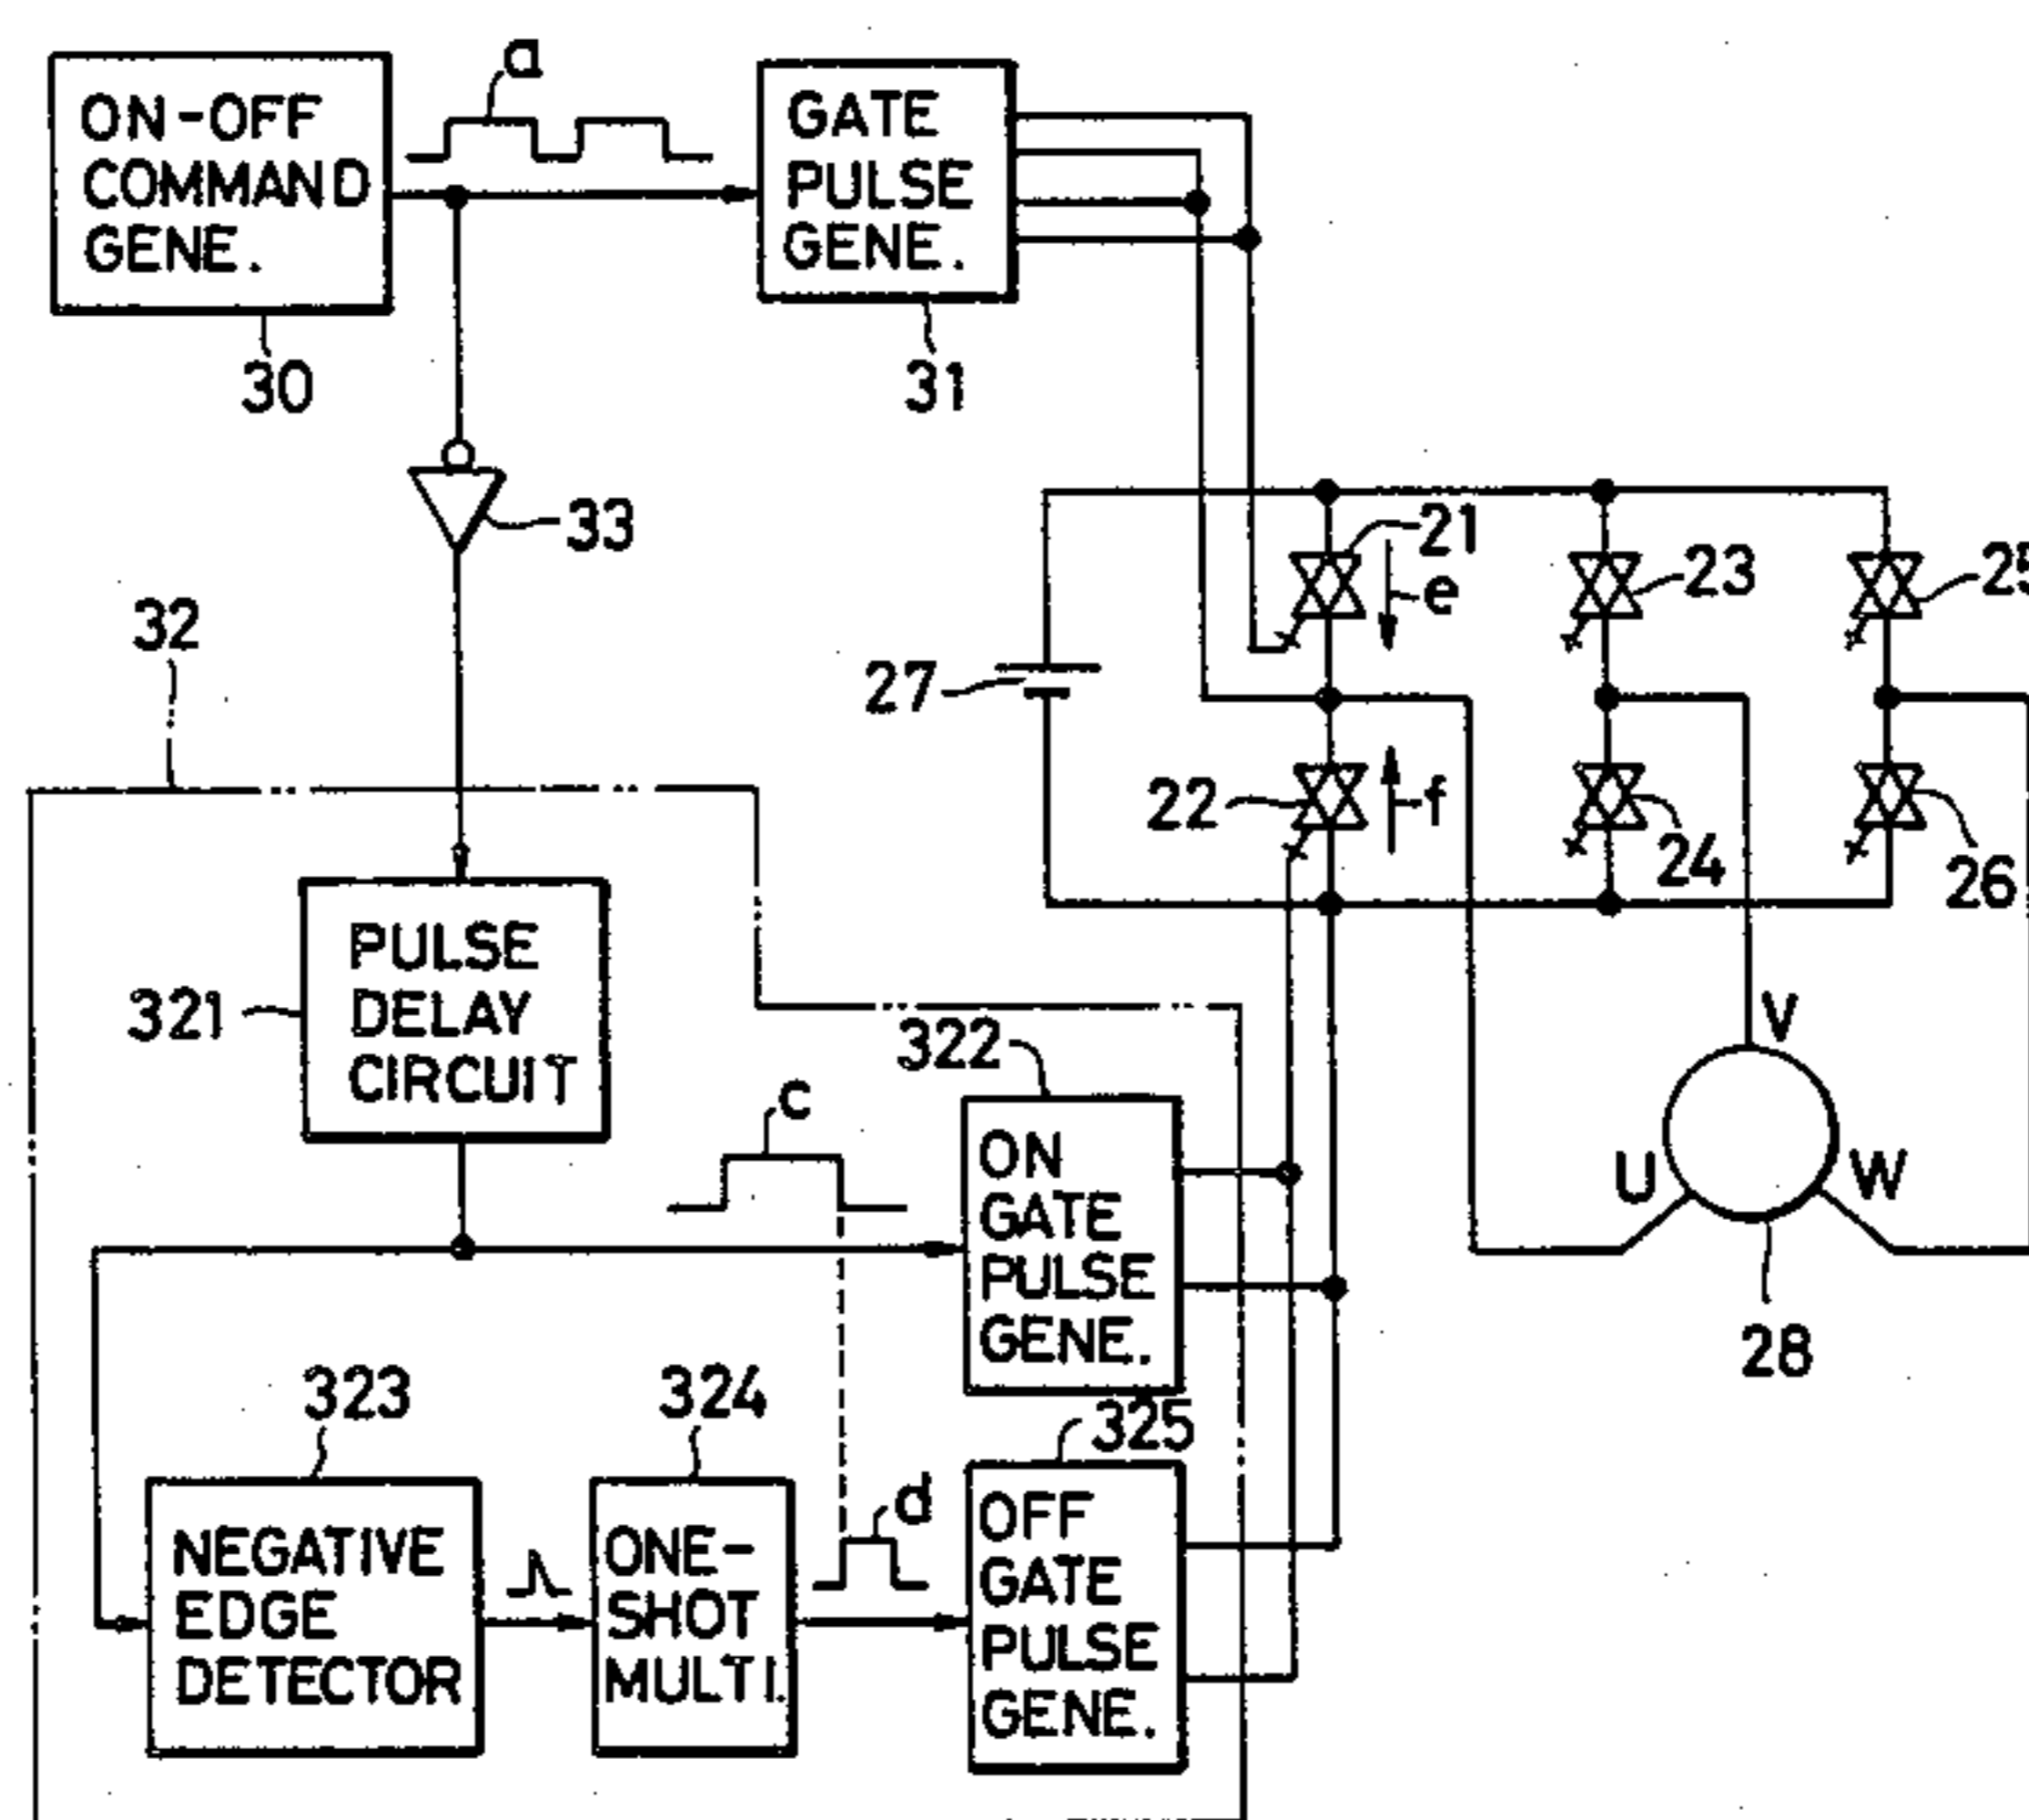 a
ON-OFF
COMMAND
GENE.
30
GATE
PULSE
GENE.
31
33
32
21
e
23
25
27
22
f
24
26
PULSE
DELAY
CIRCUIT
321
322
c
ON
GATE
PULSE
GENE.
V
U
W
28
323
324
325
NEGATIVE
EDGE
DETECTOR
ONE-
SHOT
MULTI.
d
OFF
GATE
PULSE
GENE.